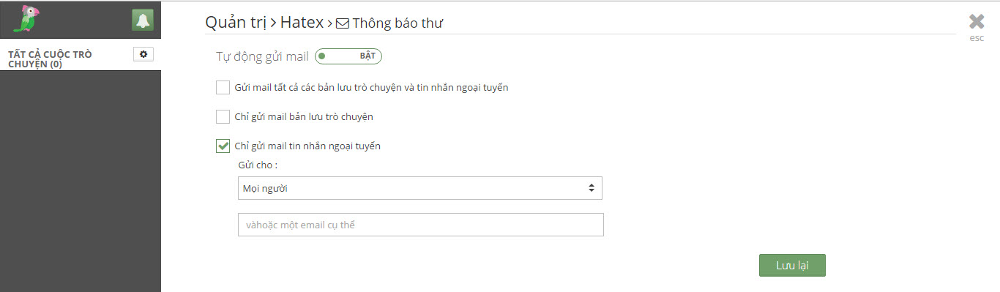 Quản trị > Hatex > Thông báo thư
esc
TẤT CẢ CUỘC TRÒ
CHUYỆN (0)
Tự động gửi mail BẬT
Gửi mail tất cả các bản lưu trò chuyện và tin nhắn ngoại tuyến
Chỉ gửi mail bản lưu trò chuyện
Chỉ gửi mail tin nhắn ngoại tuyến
Gửi cho :
Mọi người
vàhoặc một email cụ thể
Lưu lại